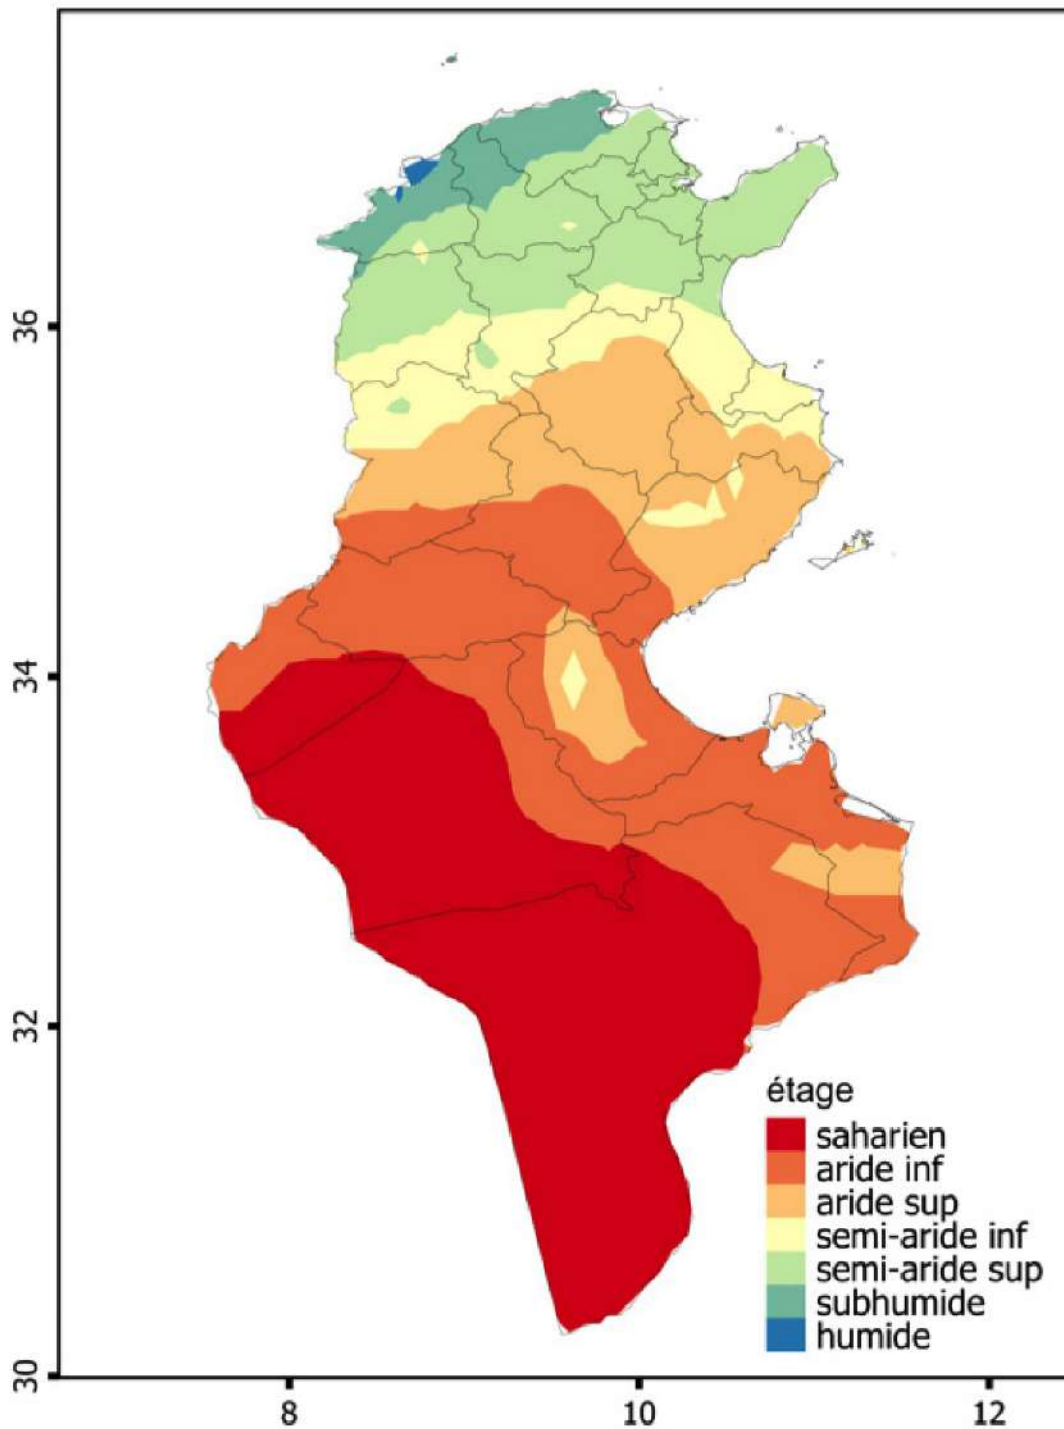 36
34
32
30
8
10
12
étage
saharien
aride inf
aride sup
semi-aride inf
semi-aride sup
subhumide
humide